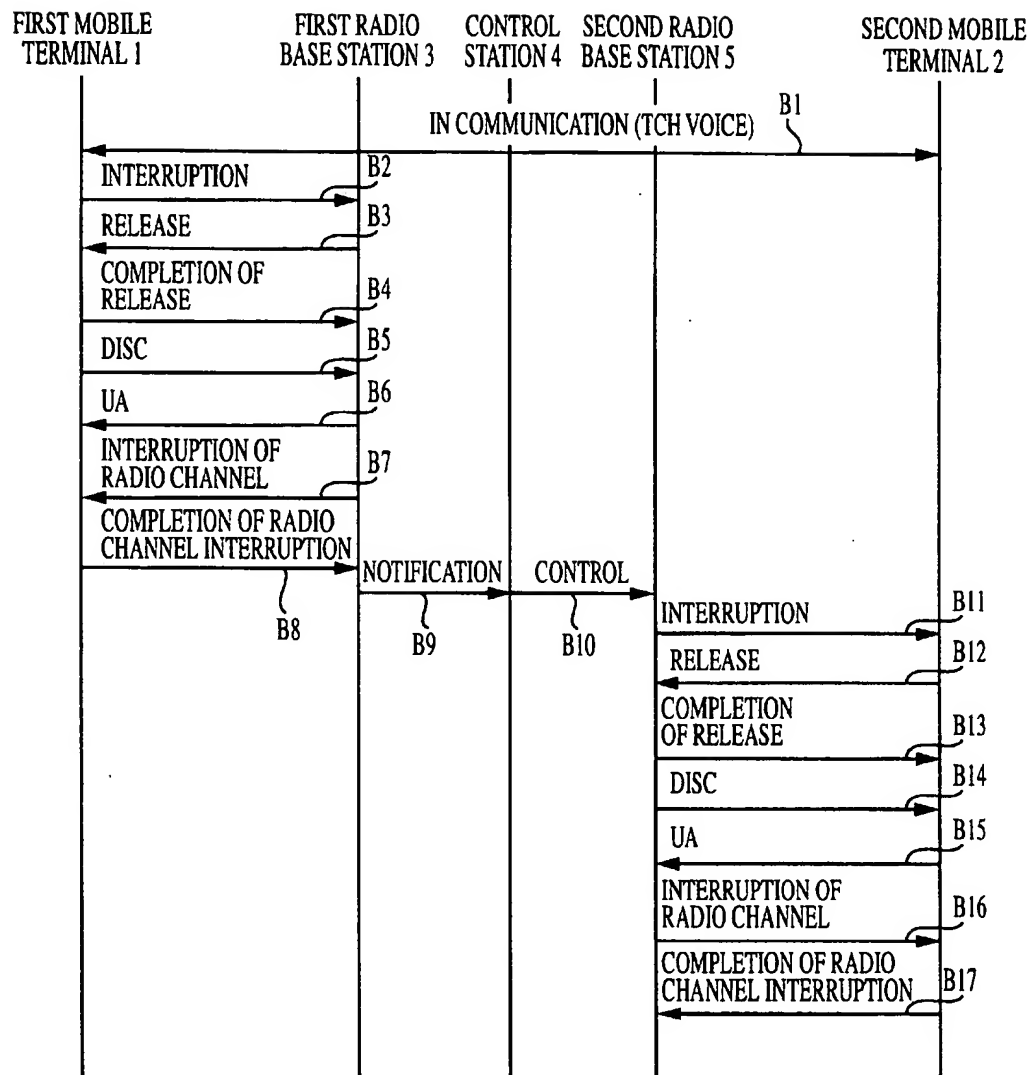 FIRST MOBILE
TERMINAL 1
FIRST RADIO
BASE STATION 3
CONTROL
STATION 4
SECOND RADIO
BASE STATION 5
SECOND MOBILE
TERMINAL 2
B1
IN COMMUNICATION (TCH VOICE)
INTERRUPTION
B2
RELEASE
B3
COMPLETION OF
RELEASE
B4
DISC
B5
UA
B6
INTERRUPTION OF
RADIO CHANNEL
B7
COMPLETION OF RADIO
CHANNEL INTERRUPTION
B8
NOTIFICATION
B9
CONTROL
B10
INTERRUPTION
B11
RELEASE
B12
COMPLETION
OF RELEASE
B13
DISC
B14
UA
B15
INTERRUPTION OF
RADIO CHANNEL
B16
COMPLETION OF RADIO
CHANNEL INTERRUPTION
B17